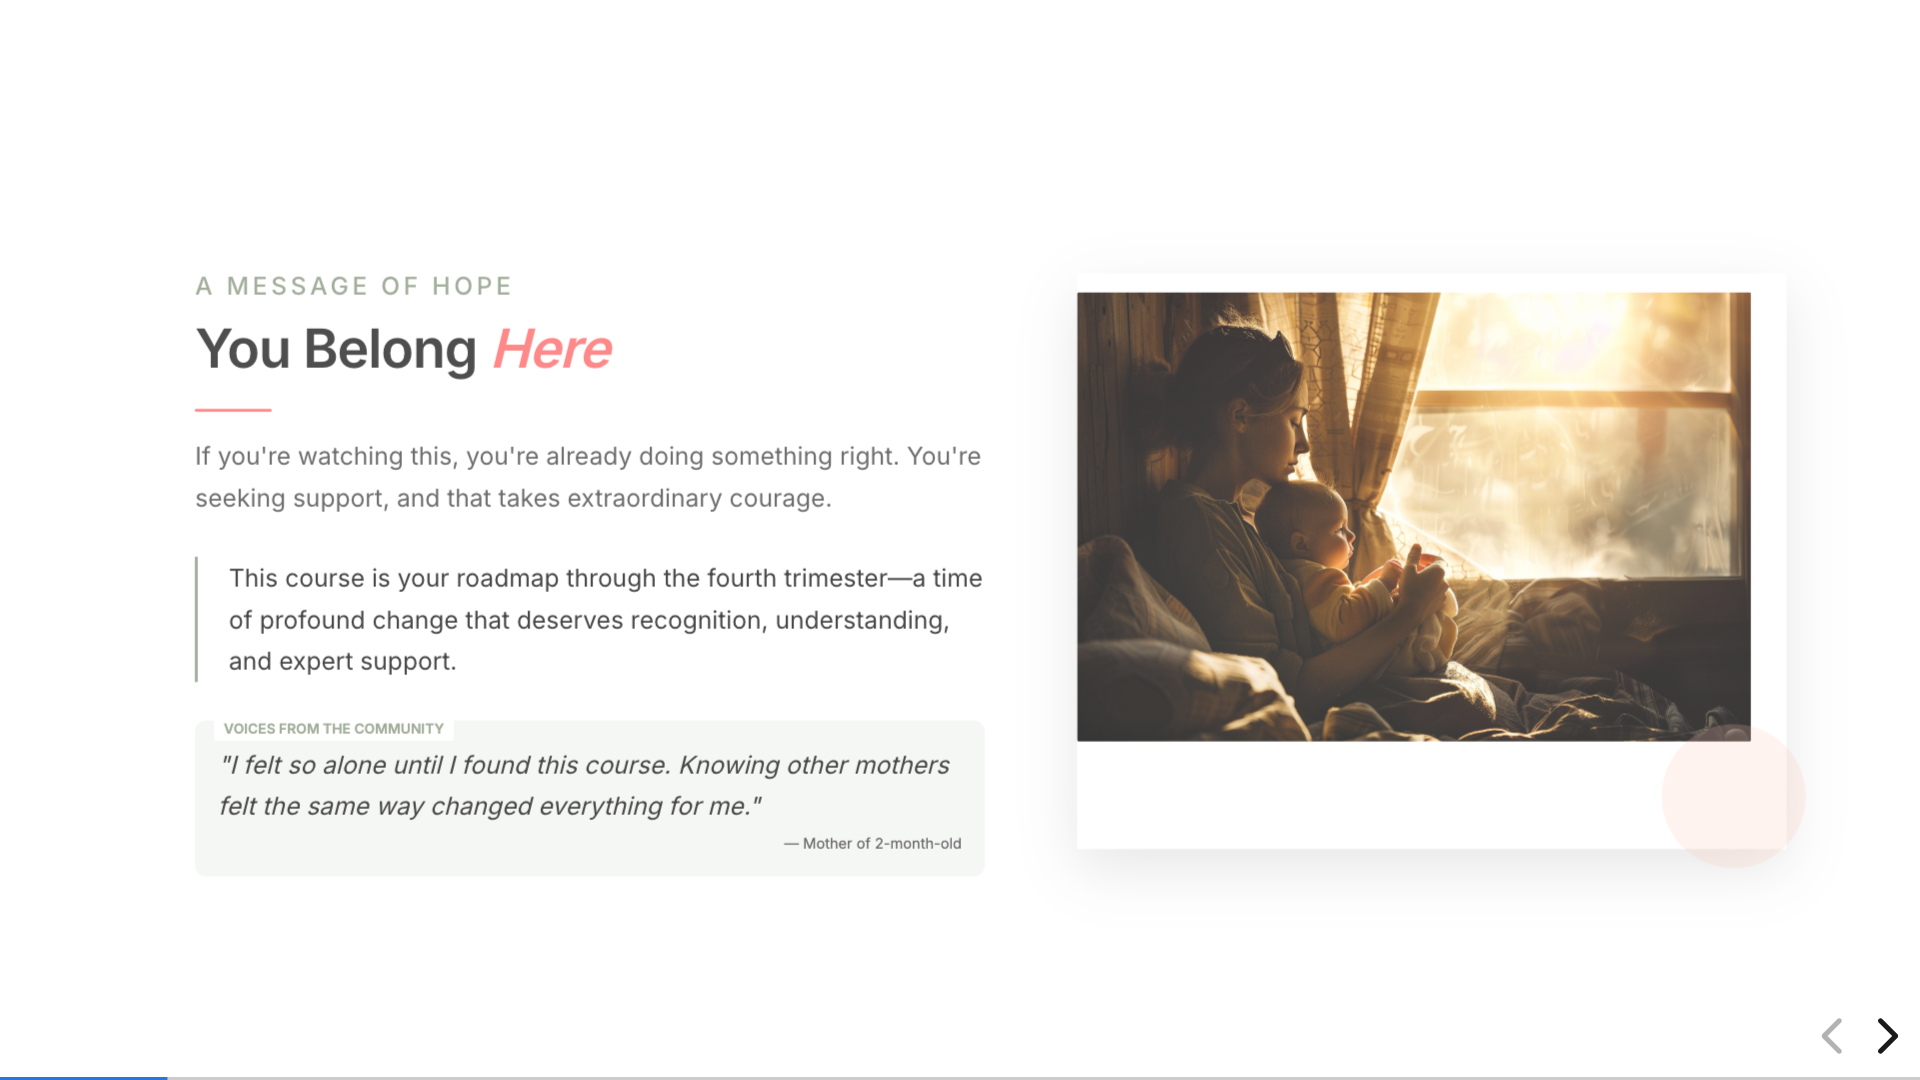 A MESSAGE OF HOPE
You Belong Here
If you're watching this, you're already doing something right. You're
seeking support, and that takes extraordinary courage.
This course is your roadmap through the fourth trimester—a time
of profound change that deserves recognition, understanding,
and expert support.
VOICES FROM THE COMMUNITY
"I felt so alone until I found this course. Knowing other mothers
felt the same way changed everything for me."
— Mother of 2-month-old